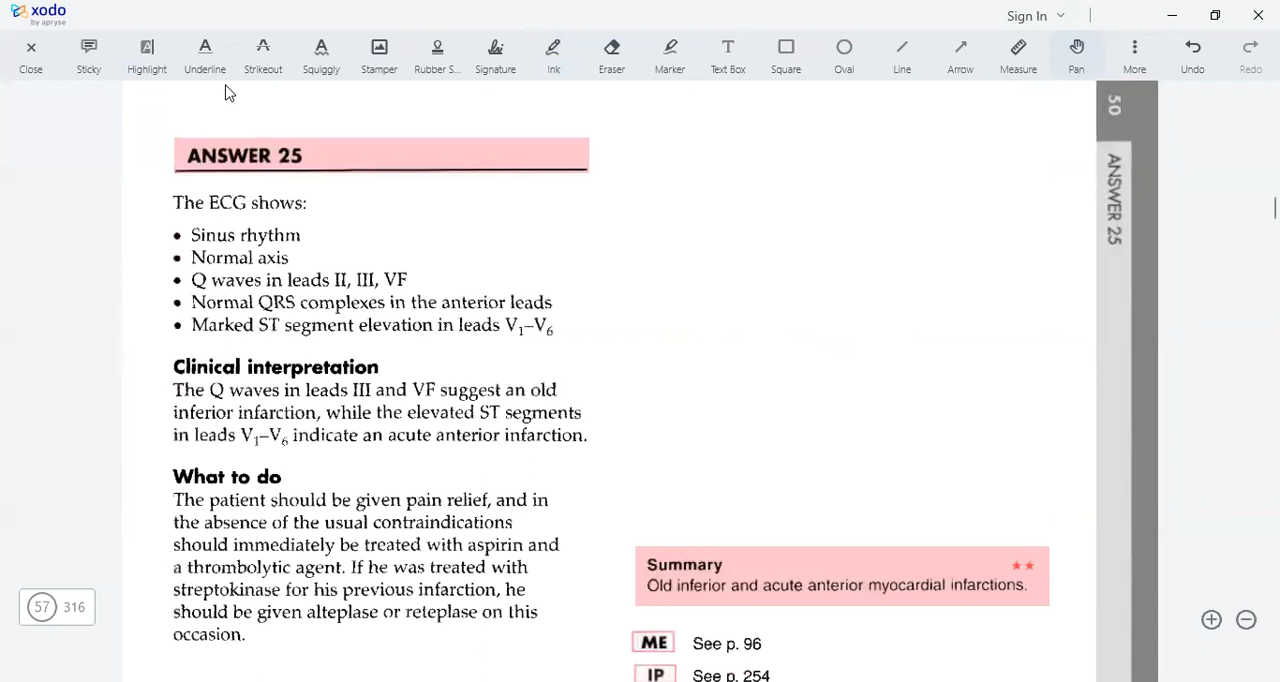 xodo
by apryse
Sign In
Close
Sticky
Highlight
Underline
Strikeout
Squiggly
Stamper
Rubber S...
Signature
Ink
Eraser
Marker
Text Box
Square
Oval
Line
Arrow
Measure
Pan
More
Undo
Redo
50
ANSWER 25
ANSWER 25
The ECG shows:
• Sinus rhythm
• Normal axis
• Q waves in leads II, III, VF
• Normal QRS complexes in the anterior leads
• Marked ST segment elevation in leads V1–V6
Clinical interpretation
The Q waves in leads III and VF suggest an old
inferior infarction, while the elevated ST segments
in leads V1–V6 indicate an acute anterior infarction.
What to do
The patient should be given pain relief, and in
the absence of the usual contraindications
should immediately be treated with aspirin and
a thrombolytic agent. If he was treated with
streptokinase for his previous infarction, he
should be given alteplase or reteplase on this
occasion.
Summary ★★
Old inferior and acute anterior myocardial infarctions.
ME See p. 96
IP See p. 254
57 316